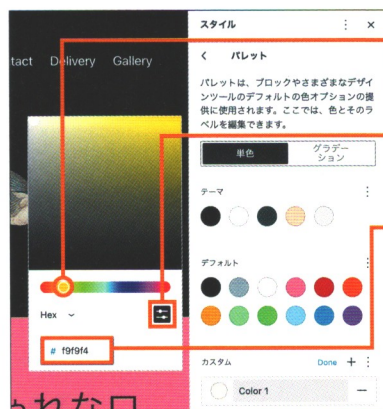 スタイル
tact Delivery Gallery
パレット
パレットは、ブロックやさまざまなデザイ
ンツールのデフォルトの色オプションの提
供に使用されます。ここでは、色とそのラ
ベルを編集できます。
単色
グラデー
ション
テーマ
デフォルト
Hex
# f9f9f4
カスタム Done +
Color 1
われな口